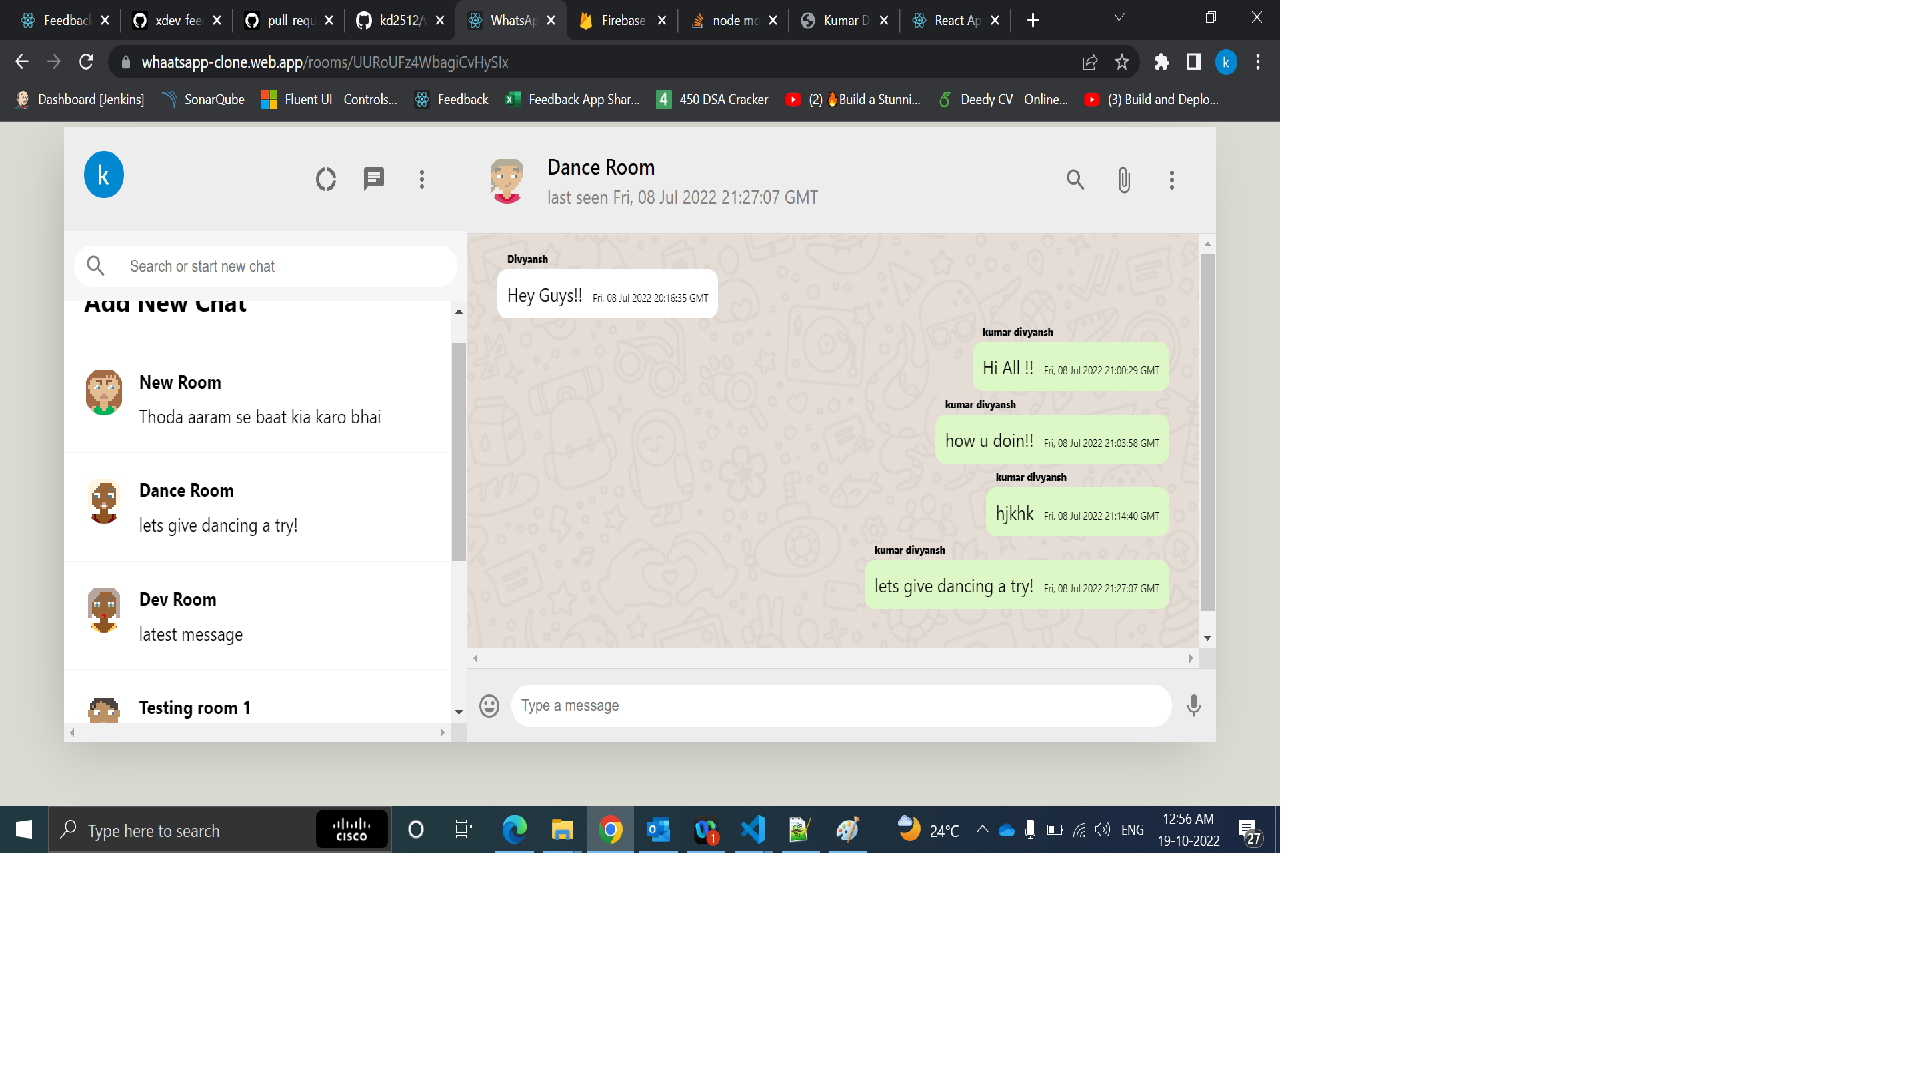 Feedback
xdev fee
pull requ
kd2512/
WhatsAp
Firebase
node mo
Kumar D
React Ap
whaatsapp-clone.web.app/rooms/UURoUFz4WbagiCvHySIx
k
Dashboard [Jenkins]
SonarQube
Fluent UI Controls...
Feedback
Feedback App Shar...
4 450 DSA Cracker
(2) 🔥Build a Stunni...
Deedy CV Online...
(3) Build and Deplo...
k
Dance Room
last seen Fri, 08 Jul 2022 21:27:07 GMT
Search or start new chat
Add New Chat
New Room
Thoda aaram se baat kia karo bhai
Dance Room
lets give dancing a try!
Dev Room
latest message
Testing room 1
Divyansh
Hey Guys!! Fri, 08 Jul 2022 20:16:35 GMT
kumar divyansh
Hi All !! Fri, 08 Jul 2022 21:00:29 GMT
kumar divyansh
how u doin!! Fri, 08 Jul 2022 21:03:58 GMT
kumar divyansh
hjkhk Fri, 08 Jul 2022 21:14:40 GMT
kumar divyansh
lets give dancing a try! Fri, 08 Jul 2022 21:27:07 GMT
Type a message
Type here to search
CISCO
1
24°C
ENG
12:56 AM
19-10-2022
27